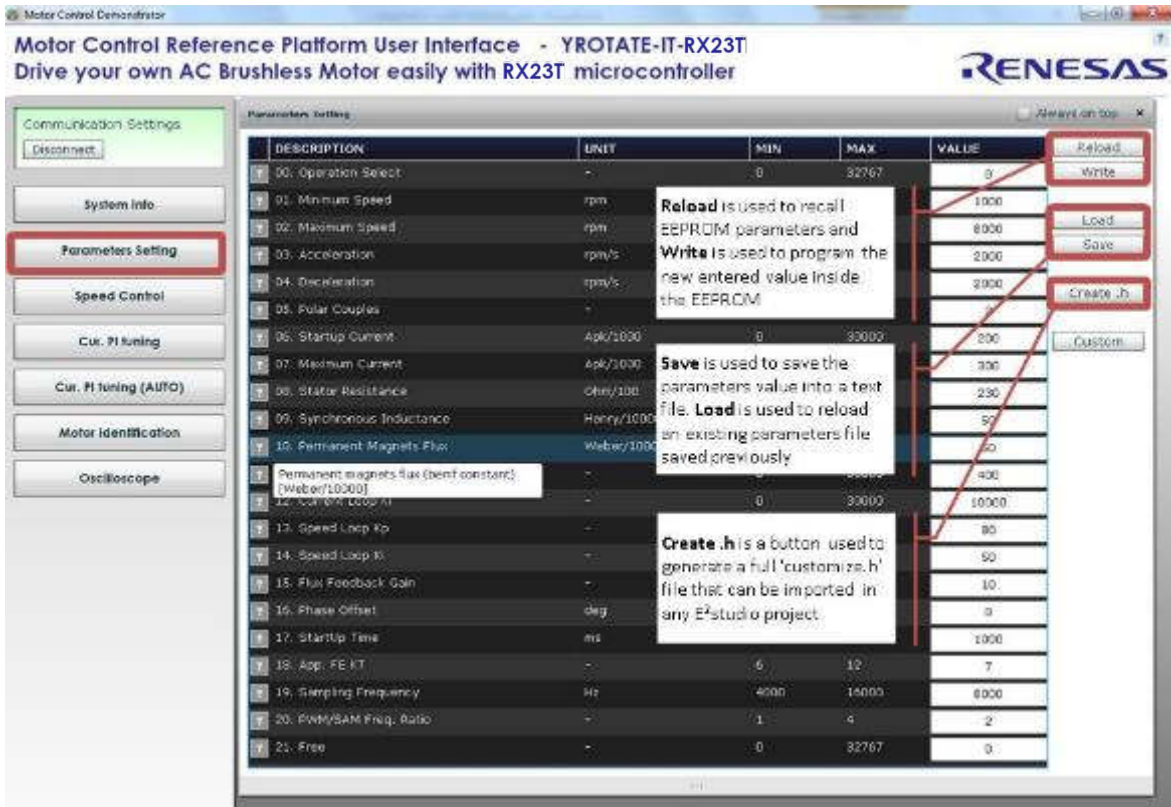 Motor Control Demonstrator
Motor Control Reference Platform User Interface - YROTATE-IT-RX23T
Drive your own AC Brushless Motor easily with RX23T microcontroller
RENESAS
Communication Settings
Disconnect
System Info
Parameters Setting
Speed Control
Cur. PI tuning
Cur. PI tuning (AUTO)
Motor Identification
Oscilloscope
Parameters Setting
Always on top
DESCRIPTION UNIT MIN MAX VALUE
00. Operation Select - 0 32767 0
01. Minimum Speed rpm 1000
02. Maximum Speed rpm 8000
03. Acceleration rpm/s 2000
04. Deceleration rpm/s 2000
05. Polar Couples -
06. Startup Current Apk/1000 0 30000 200
07. Maximum Current Apk/1000 300
08. Stator Resistance Ohm/100 230
09. Synchronous Inductance 50
10. Permanent Magnets Flux
Permanent magnets flux (bemf constant)
[Weber/10000]
- 400
12. Current Loop Ki - 0 30000 10000
13. Speed Loop Kp - 80
14. Speed Loop Ki - 50
15. Flux Feedback Gain - 10
16. Phase Offset deg 0
17. StartUp Time ms 1000
18. App. FE KT - 6 12 7
19. Sampling Frequency Hz 4000 16000 8000
20. PWM/SAM Freq. Ratio - 1 4 2
21. Free - 0 32767 0
Reload is used to recall
EEPROM parameters and
Write is used to program the
new entered value inside
the EEPROM
Save is used to save the
parameters value into a text
file. Load is used to reload
an existing parameters file
saved previously
Create .h is a button used to
generate a full 'customize.h'
file that can be imported in
any E²studio project
Reload
Write
Load
Save
Create .h
Custom